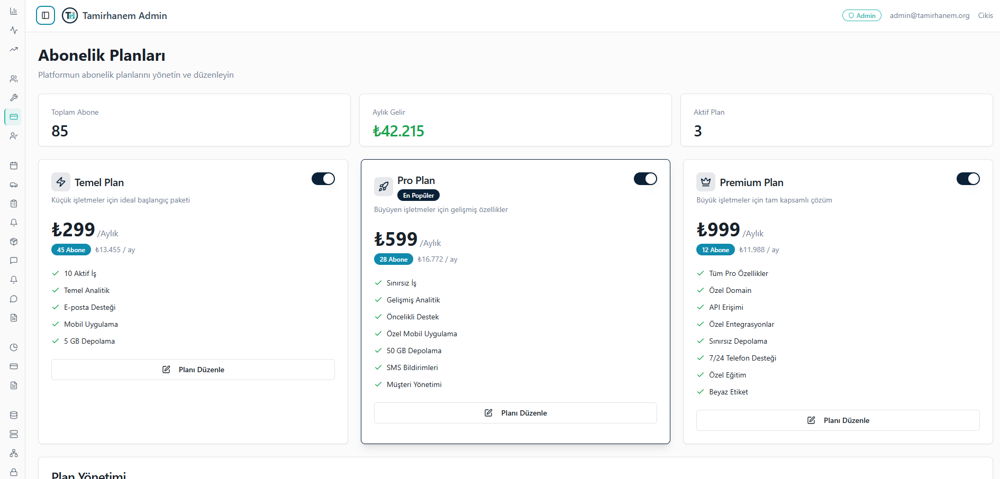 TH Tamirhanem Admin
Admin admin@tamirhanem.org Cikis
Abonelik Planları
Platformun abonelik planlarını yönetin ve düzenleyin
Toplam Abone
85
Aylık Gelir
₺42.215
Aktif Plan
3
Temel Plan
Küçük işletmeler için ideal başlangıç paketi
₺299 /Aylık
45 Abone ₺13.455 / ay
10 Aktif İş
Temel Analitik
E-posta Desteği
Mobil Uygulama
5 GB Depolama
Planı Düzenle
Pro Plan
En Popüler
Büyüyen işletmeler için gelişmiş özellikler
₺599 /Aylık
28 Abone ₺16.772 / ay
Sınırsız İş
Gelişmiş Analitik
Öncelikli Destek
Özel Mobil Uygulama
50 GB Depolama
SMS Bildirimleri
Müşteri Yönetimi
Planı Düzenle
Premium Plan
Büyük işletmeler için tam kapsamlı çözüm
₺999 /Aylık
12 Abone ₺11.988 / ay
Tüm Pro Özellikler
Özel Domain
API Erişimi
Özel Entegrasyonlar
Sınırsız Depolama
7/24 Telefon Desteği
Özel Eğitim
Beyaz Etiket
Planı Düzenle
Plan Yönetimi